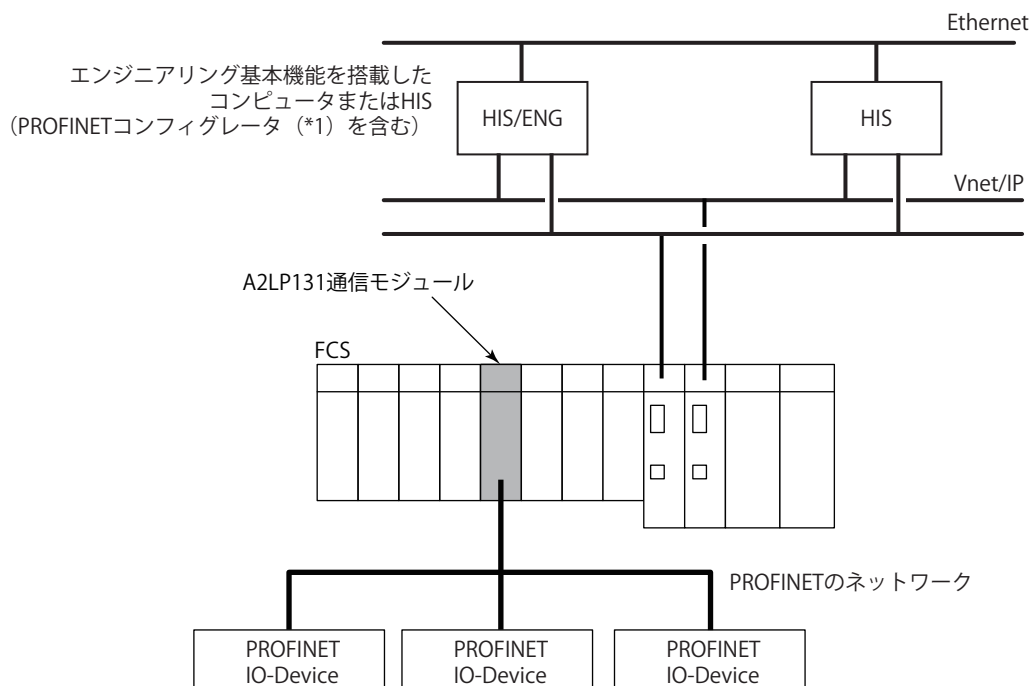 Ethernet
エンジニアリング基本機能を搭載した
コンピュータまたはHIS
（PROFINETコンフィグレータ（*1）を含む）
HIS/ENG
HIS
Vnet/IP
A2LP131通信モジュール
FCS
PROFINETのネットワーク
PROFINET
IO-Device
PROFINET
IO-Device
PROFINET
IO-Device